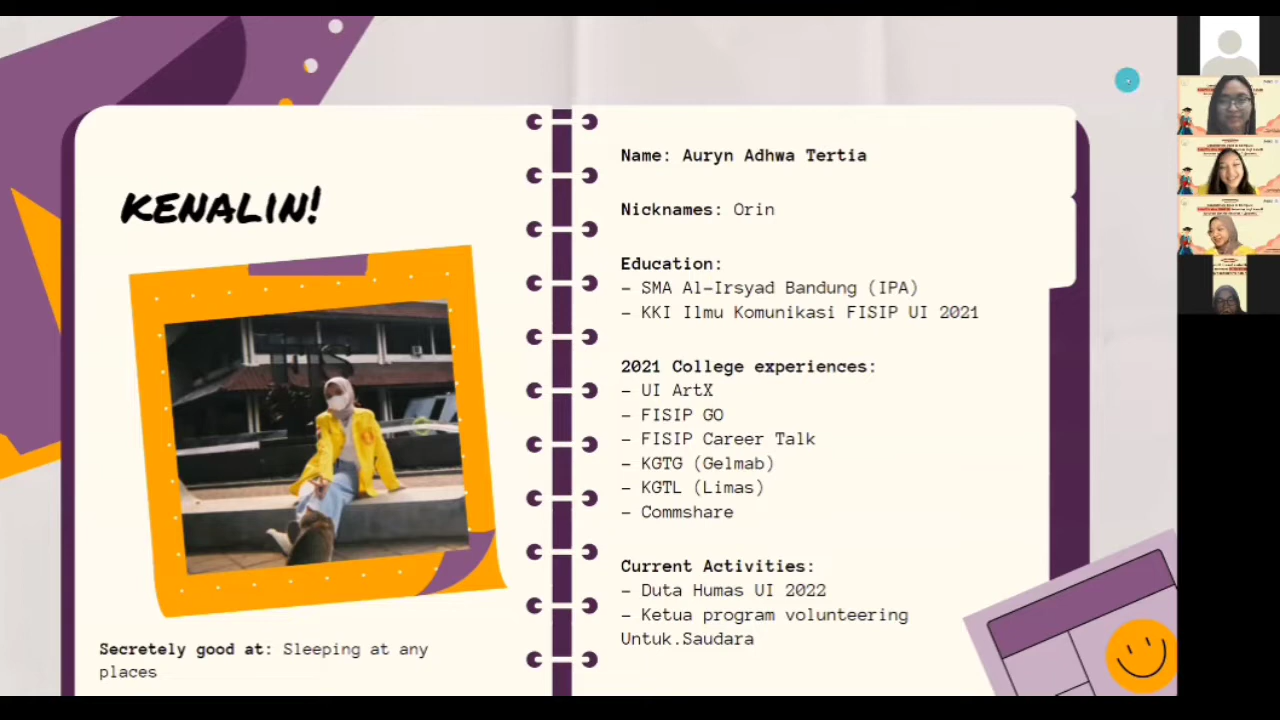 KENALIN!
Secretely good at: Sleeping at any
places
Name: Auryn Adhwa Tertia
Nicknames: Orin
Education:
- SMA Al-Irsyad Bandung (IPA)
- KKI Ilmu Komunikasi FISIP UI 2021
2021 College experiences:
- UI ArtX
- FISIP GO
- FISIP Career Talk
- KGTG (Gelmab)
- KGTL (Limas)
- Commshare
Current Activities:
- Duta Humas UI 2022
- Ketua program volunteering
Untuk.Saudara